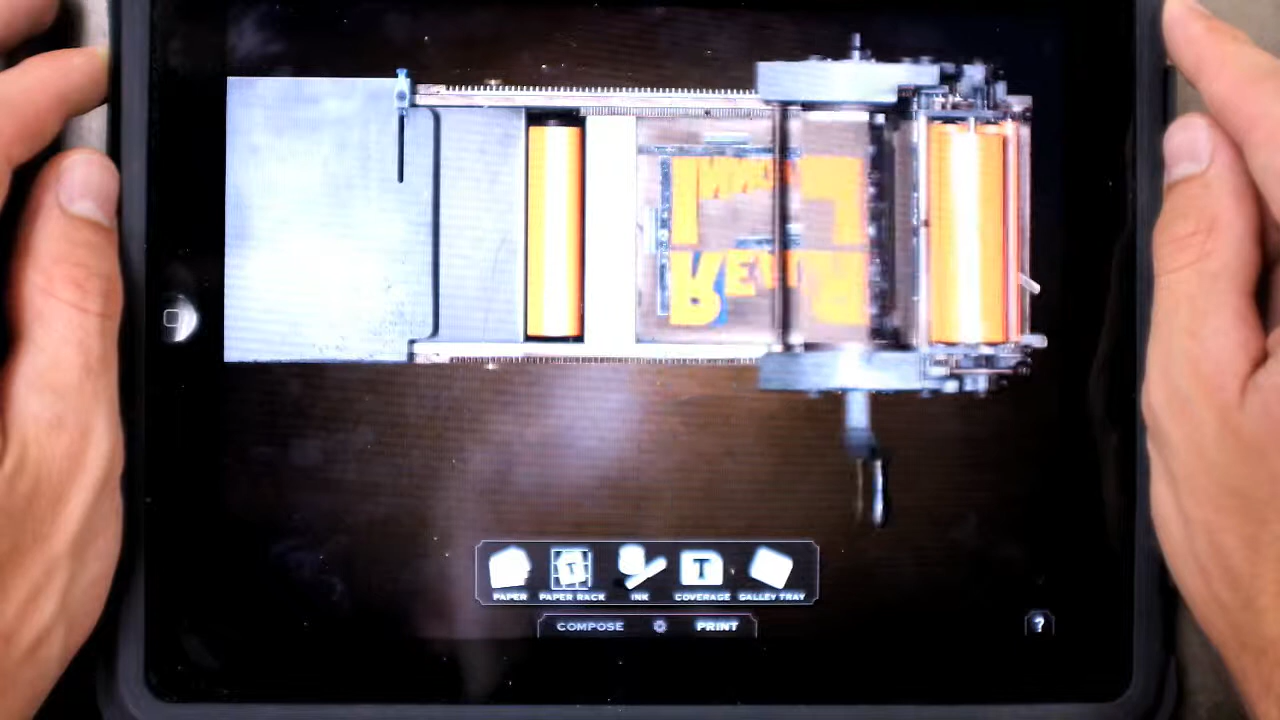 PAPER PAPER RACK INK COVERAGE GALLEY TRAY
COMPOSE PRINT ?